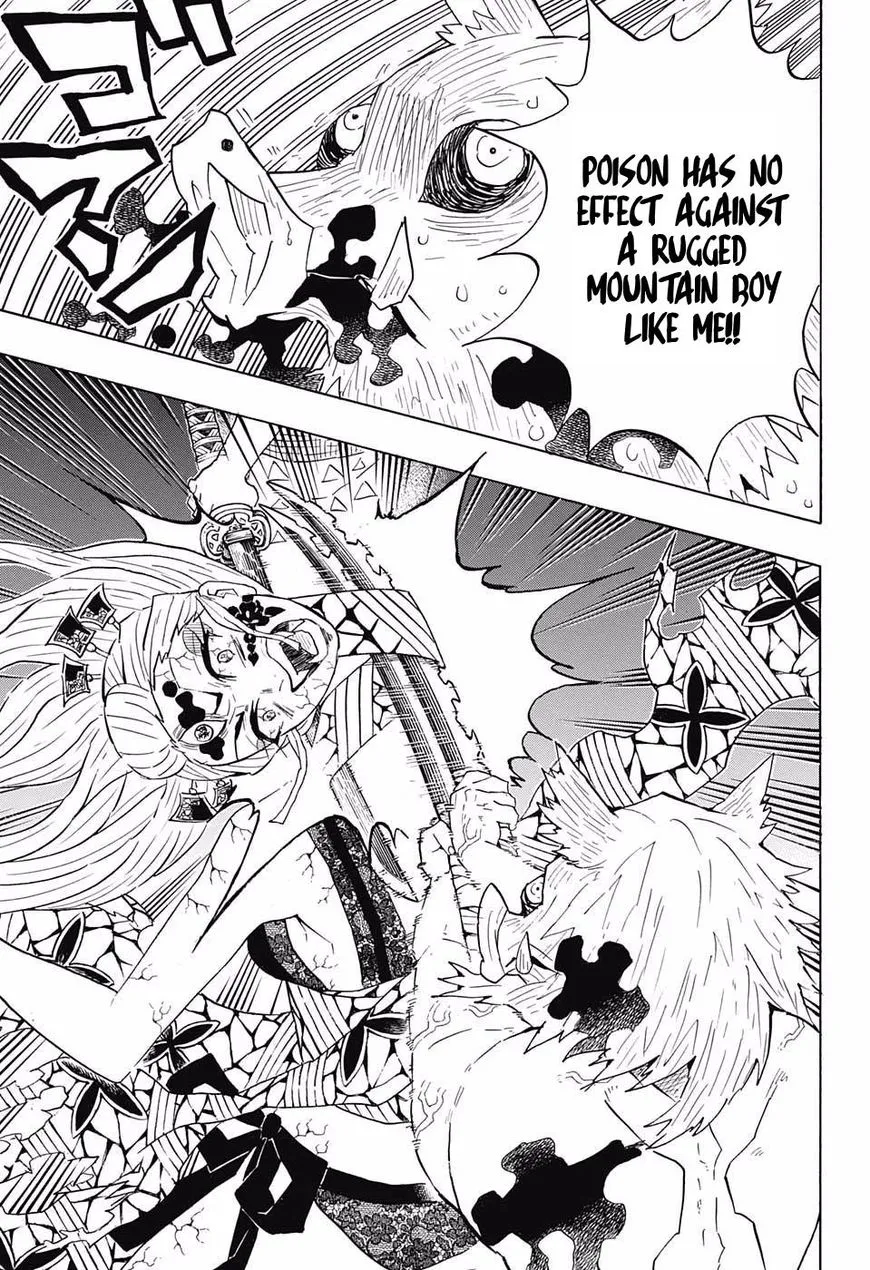 POISON HAS NO
EFFECT AGAINST
A RUGGED
MOUNTAIN BOY
LIKE ME!!